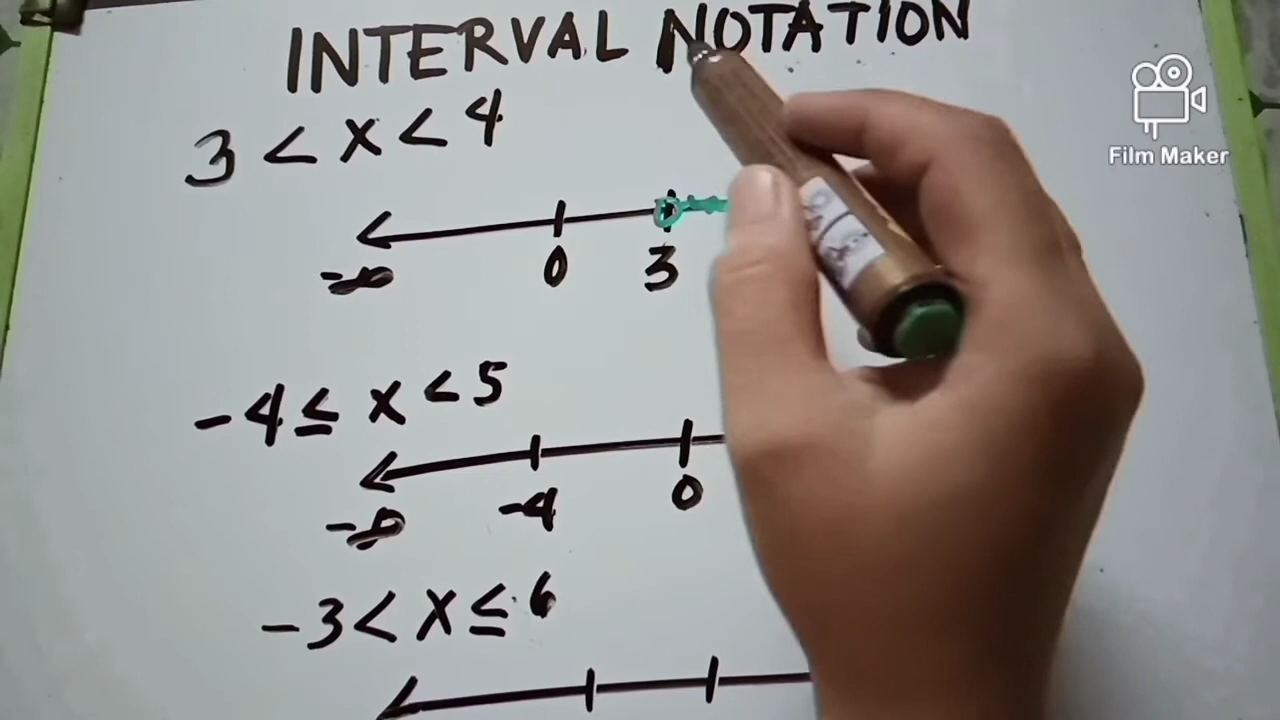 INTERVAL NOTATION
3 < x < 4
0 3
-∞
-4 ≤ x < 5
-4 0
-∞
-3 < x ≤ 6
Film Maker